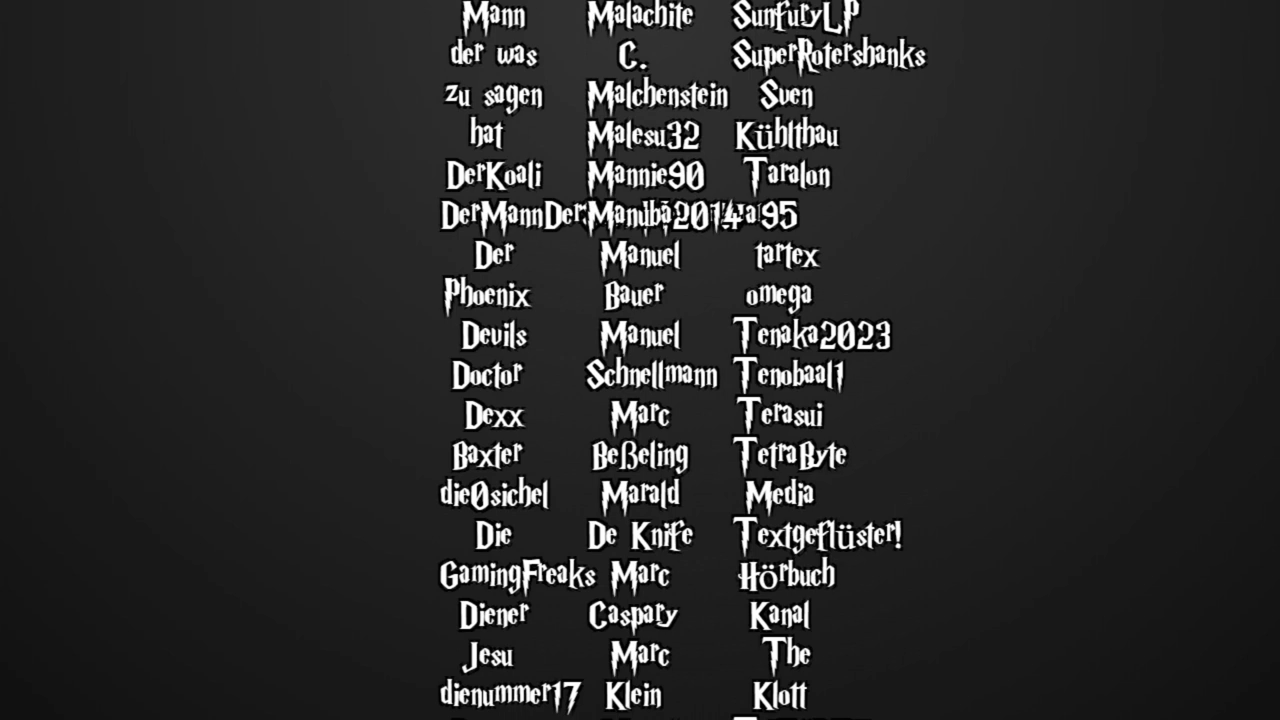 Mann Malachite SunfuryLP
der was C. SuperRotershanks
zu sagen Malchenstein Sven
hat Malesu32 Kühlthau
DerKoali Mannie90 Taralon
DerMannDer 95
Der Manuel tartex
Phoenix Bauer omega
Devils Manuel Tenaka2023
Doctor Schnellmann Tenobaal1
Dexx Marc Terasui
Baxter Beßeling TetraByte
die0sichel Marald Media
Die De Knife Textgeflüster!
GamingFreaks Marc Hörbuch
Diener Caspary Kanal
Jesu Marc The
dienummer17 Klein Klott